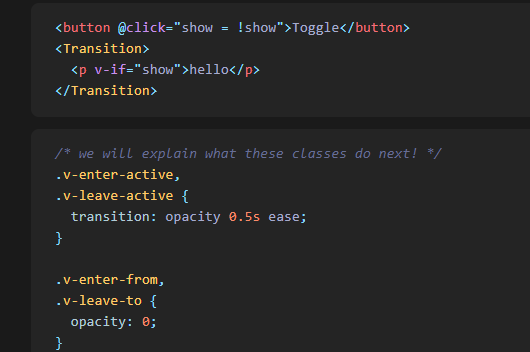 <button @click="show = !show">Toggle</button>
<Transition>
  <p v-if="show">hello</p>
</Transition>
/* we will explain what these classes do next! */
.v-enter-active,
.v-leave-active {
  transition: opacity 0.5s ease;
}
.v-enter-from,
.v-leave-to {
  opacity: 0;
}